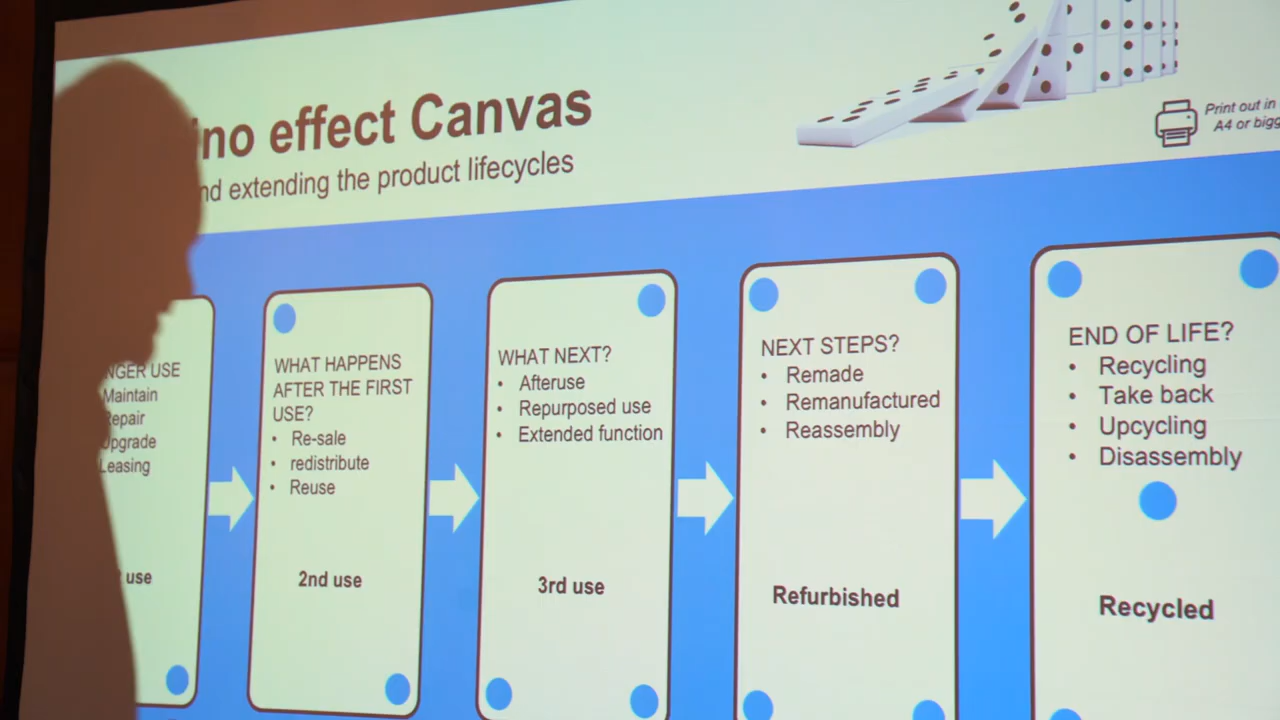 ino effect Canvas
nd extending the product lifecycles
Print out in
A4 or bigg
NGER USE
Maintain
Repair
Upgrade
Leasing
use
WHAT HAPPENS
AFTER THE FIRST
USE?
• Re-sale
• redistribute
• Reuse
2nd use
WHAT NEXT?
• Afteruse
• Repurposed use
• Extended function
3rd use
NEXT STEPS?
• Remade
• Remanufactured
• Reassembly
Refurbished
END OF LIFE?
• Recycling
• Take back
• Upcycling
• Disassembly
Recycled